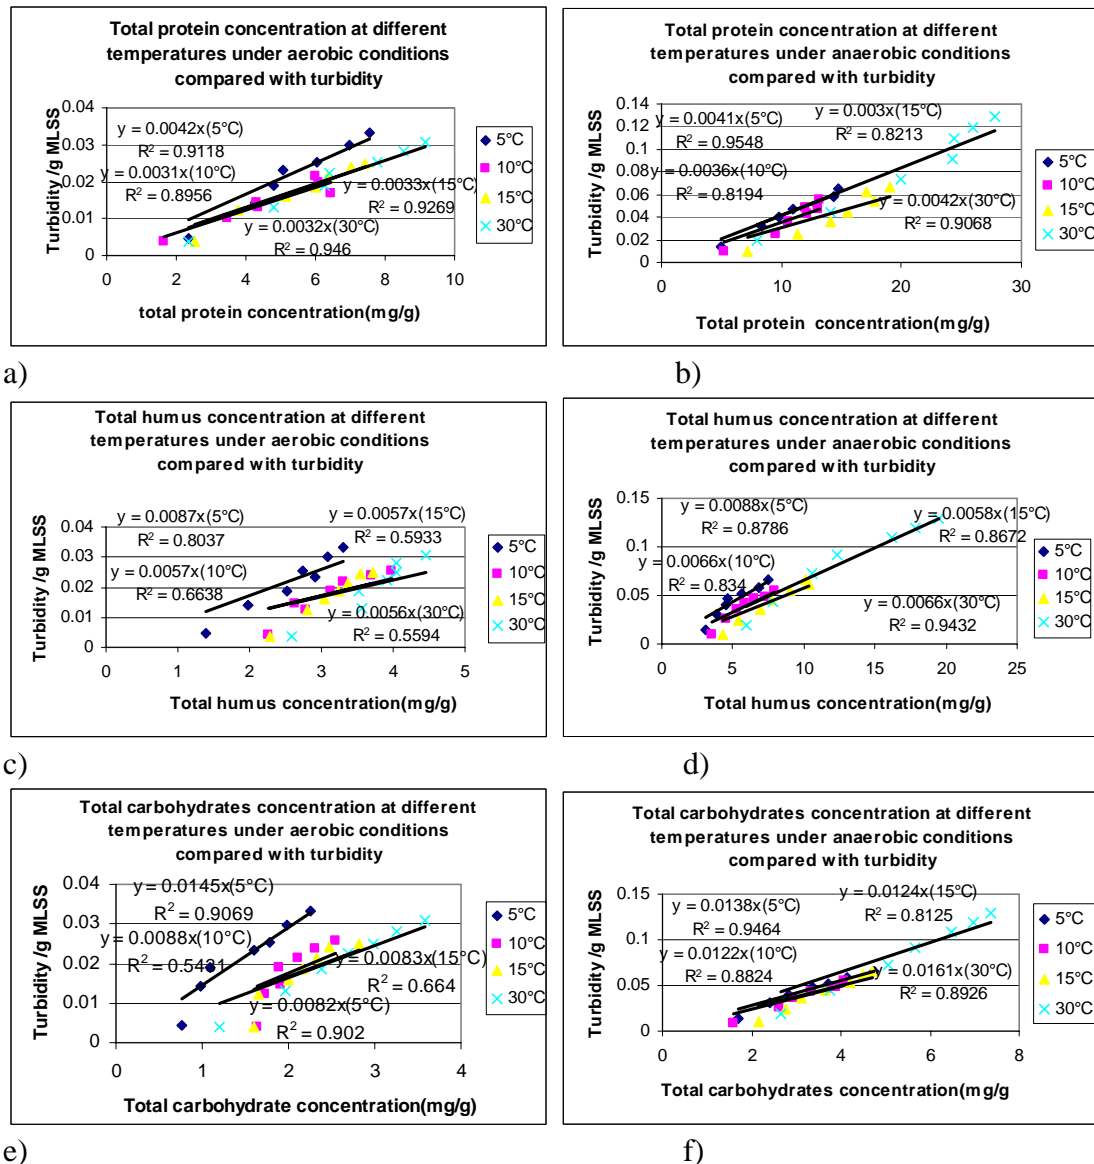 Total protein concentration at different
temperatures under aerobic conditions
compared with turbidity
y = 0.0042x(5°C)
R² = 0.9118
y = 0.0031x(10°C)
R² = 0.8956
y = 0.0033x(15°C)
R² = 0.9269
y = 0.0032x(30°C)
R² = 0.946
0.04
0.03
0.02
0.01
0
0 2 4 6 8 10
Turbidity /g MLSS
total protein concentration(mg/g)
5°C
10°C
15°C
30°C
a)
Total protein concentration at different
temperatures under anaerobic conditions
compared with turbidity
y = 0.0041x(5°C)
R² = 0.9548
y = 0.003x(15°C)
R² = 0.8213
y = 0.0036x(10°C)
R² = 0.8194
y = 0.0042x(30°C)
R² = 0.9068
0.14
0.12
0.1
0.08
0.06
0.04
0.02
0
0 10 20 30
Turbidity /g MLSS
Total protein concentration(mg/g)
5°C
10°C
15°C
30°C
b)
Total humus concentration at different
temperatures under aerobic conditions
compared with turbidity
y = 0.0087x(5°C)
R² = 0.8037
y = 0.0057x(15°C)
R² = 0.5933
y = 0.0057x(10°C)
R² = 0.6638
y = 0.0056x(30°C)
R² = 0.5594
0.04
0.03
0.02
0.01
0
0 1 2 3 4 5
Turbidity /g MLSS
Total humus concentration(mg/g)
5°C
10°C
15°C
30°C
c)
Total humus concentration at different
temperatures under anaerobic conditions
compared with turbidity
y = 0.0088x(5°C)
R² = 0.8786
y = 0.0058x(15°C)
R² = 0.8672
y = 0.0066x(10°C)
R² = 0.834
y = 0.0066x(30°C)
R² = 0.9432
0.15
0.1
0.05
0
0 5 10 15 20 25
Turbidity /g MLSS
Total humus concentration(mg/g)
5°C
10°C
15°C
30°C
d)
Total carbohydrates concentration at different
temperatures under aerobic conditions
compared with turbidity
y = 0.0145x(5°C)
R² = 0.9069
y = 0.0088x(10°C)
R² = 0.5431
y = 0.0083x(15°C)
R² = 0.664
y = 0.0082x(5°C)
R² = 0.902
0.04
0.03
0.02
0.01
0
0 1 2 3 4
Turbidity /g MLSS
Total carbohydrate concentration(mg/g)
5°C
10°C
15°C
30°C
e)
Total carbohydrates concentration at different
temperatures under anaerobic conditions
compared with turbidity
y = 0.0138x(5°C)
R² = 0.9464
y = 0.0124x(15°C)
R² = 0.8125
y = 0.0122x(10°C)
R² = 0.8824
y = 0.0161x(30°C)
R² = 0.8926
0.15
0.1
0.05
0
0 2 4 6 8
Turbidity /g MLSS
Total carbohydrates concentration(mg/g
5°C
10°C
15°C
30°C
f)